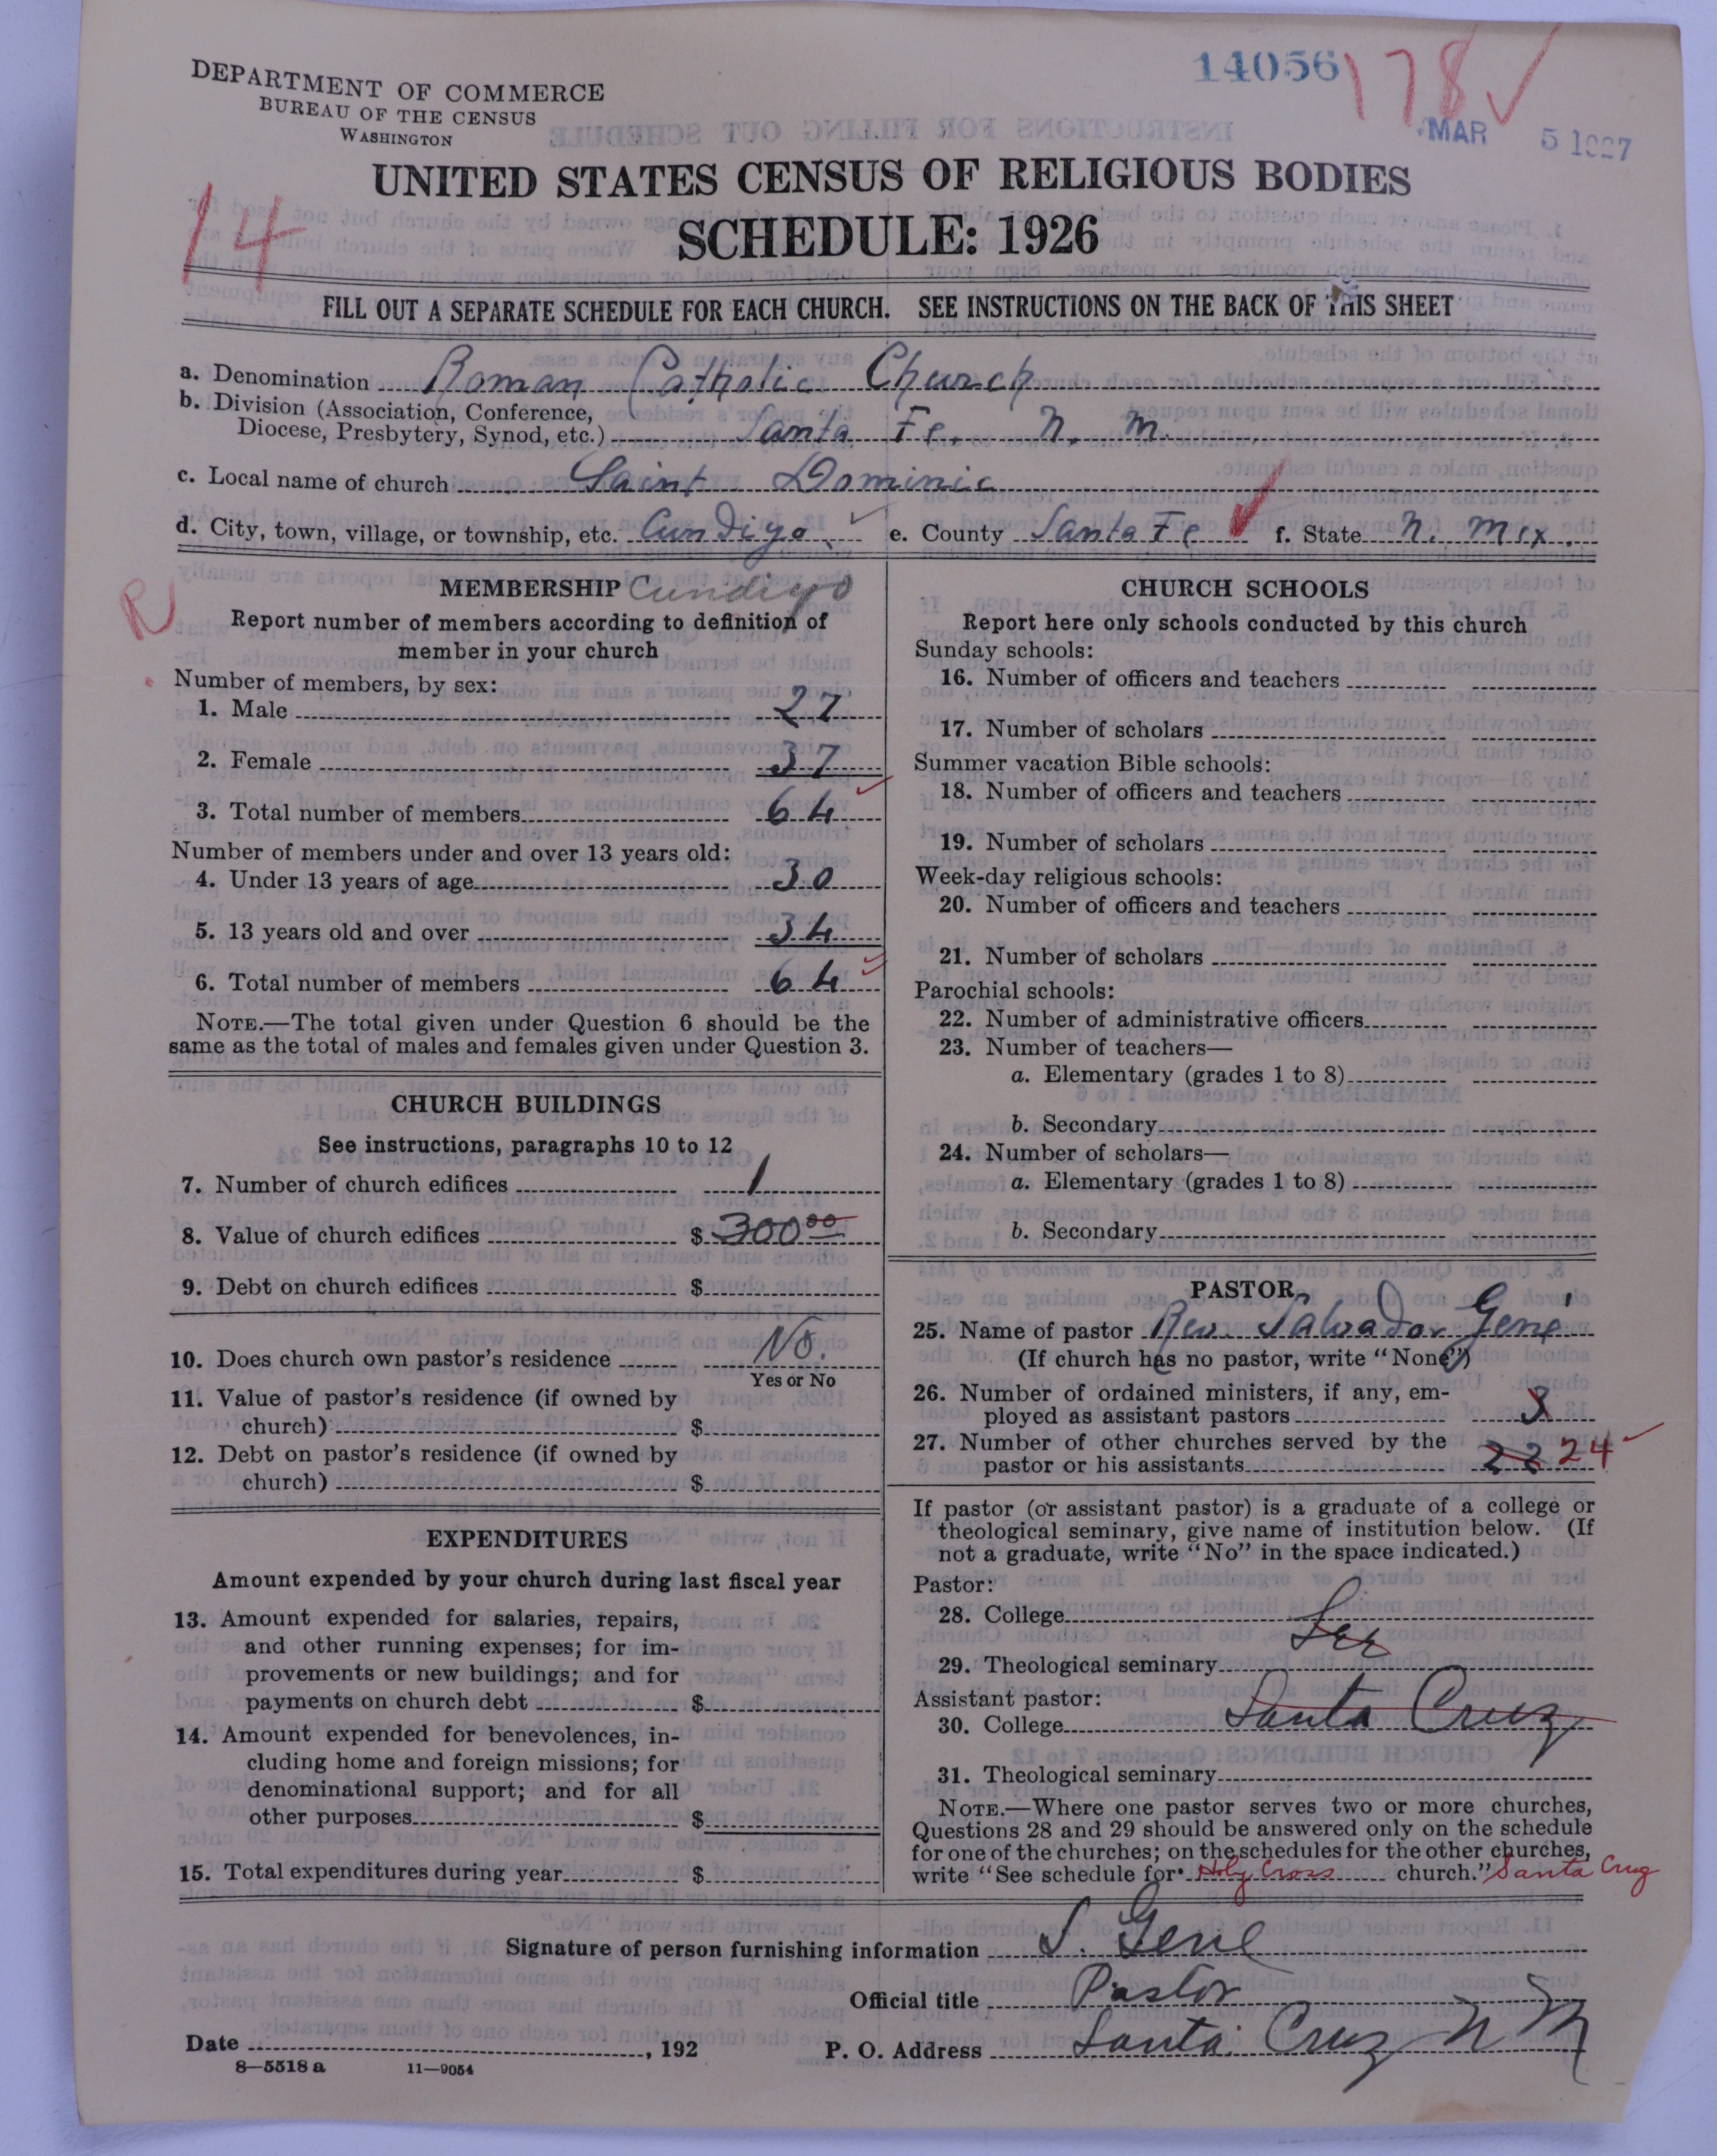 14056 178 ✓
MAR 5 1927
DEPARTMENT OF COMMERCE
BUREAU OF THE CENSUS
WASHINGTON
UNITED STATES CENSUS OF RELIGIOUS BODIES
14
SCHEDULE: 1926
FILL OUT A SEPARATE SCHEDULE FOR EACH CHURCH. SEE INSTRUCTIONS ON THE BACK OF THIS SHEET
a. Denomination Roman Catholic Church
b. Division (Association, Conference,
Diocese, Presbytery, Synod, etc.) Santa Fe. N. M.
c. Local name of church Saint Dominic
d. City, town, village, or township, etc. Cundiyo. ✓ e. County Santa Fe ✓ f. State N. Mex.
R
MEMBERSHIP Cundiyo
Report number of members according to definition of
member in your church
Number of members, by sex:
1. Male 27
2. Female 37
3. Total number of members 64 ✓
Number of members under and over 13 years old:
4. Under 13 years of age 30
5. 13 years old and over 34
6. Total number of members 64 ✓
NOTE.—The total given under Question 6 should be the
same as the total of males and females given under Question 3.
CHURCH BUILDINGS
See instructions, paragraphs 10 to 12
7. Number of church edifices 1
8. Value of church edifices $ 300 00
9. Debt on church edifices $
10. Does church own pastor's residence No.
Yes or No
11. Value of pastor's residence (if owned by
church) $
12. Debt on pastor's residence (if owned by
church) $
EXPENDITURES
Amount expended by your church during last fiscal year
13. Amount expended for salaries, repairs,
and other running expenses; for im-
provements or new buildings; and for
payments on church debt $
14. Amount expended for benevolences, in-
cluding home and foreign missions; for
denominational support; and for all
other purposes $
15. Total expenditures during year $
CHURCH SCHOOLS
Report here only schools conducted by this church
Sunday schools:
16. Number of officers and teachers
17. Number of scholars
Summer vacation Bible schools:
18. Number of officers and teachers
19. Number of scholars
Week-day religious schools:
20. Number of officers and teachers
21. Number of scholars
Parochial schools:
22. Number of administrative officers
23. Number of teachers—
a. Elementary (grades 1 to 8)
b. Secondary
24. Number of scholars—
a. Elementary (grades 1 to 8)
b. Secondary
PASTOR
25. Name of pastor Rev. Salvador Gené
(If church has no pastor, write "None")
26. Number of ordained ministers, if any, em-
ployed as assistant pastors 3
27. Number of other churches served by the
pastor or his assistants 22 24 ✓
If pastor (or assistant pastor) is a graduate of a college or
theological seminary, give name of institution below. (If
not a graduate, write "No" in the space indicated.)
Pastor:
28. College See
29. Theological seminary
Assistant pastor:
30. College Santa Cruz
31. Theological seminary
NOTE.—Where one pastor serves two or more churches,
Questions 28 and 29 should be answered only on the schedule
for one of the churches; on the schedules for the other churches,
write "See schedule for Holy Cross church." Santa Cruz
Signature of person furnishing information S. Gene
Official title Pastor
Date , 192 P. O. Address Santa Cruz N M
8—5518 a 11—9054